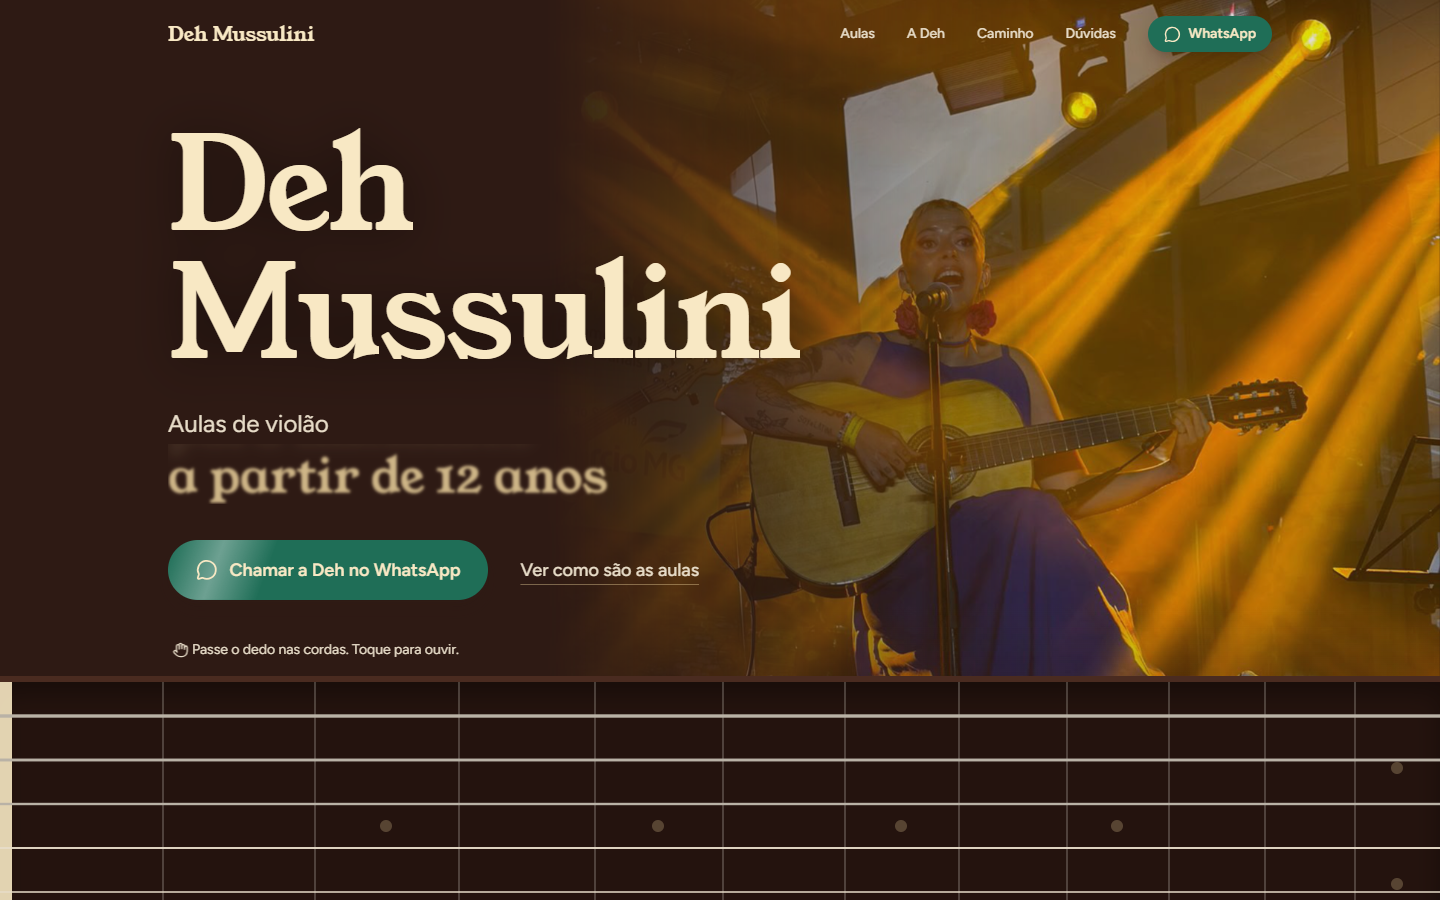 Deh Mussulini
Aulas
A Deh
Caminho
Dúvidas
WhatsApp
Deh
Mussulini
Aulas de violão
a partir de 12 anos
Chamar a Deh no WhatsApp
Ver como são as aulas
Passe o dedo nas cordas. Toque para ouvir.